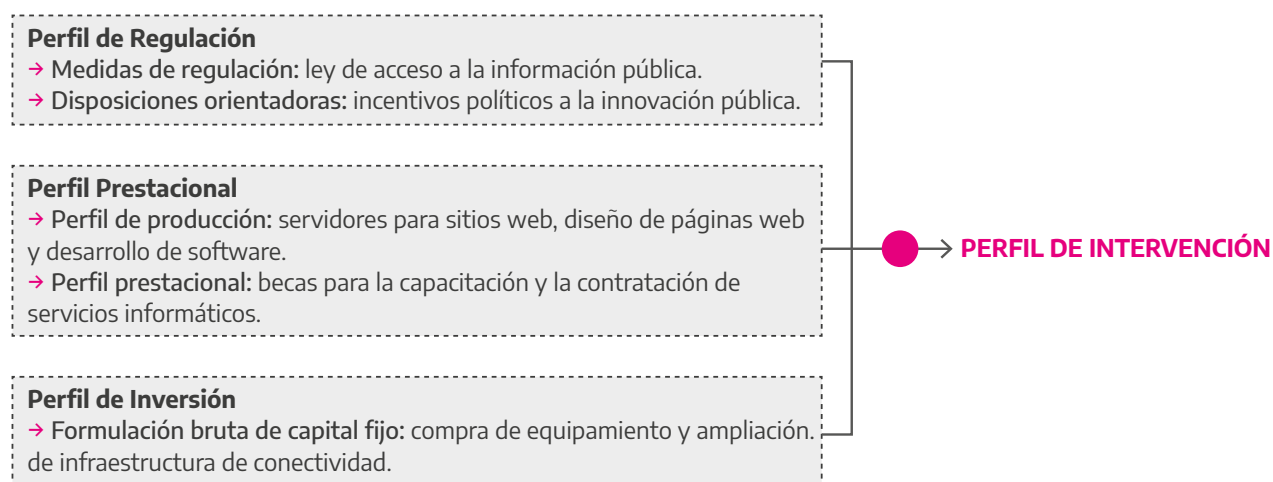 Perfil de Regulación
→ Medidas de regulación: ley de acceso a la información pública.
→ Disposiciones orientadoras: incentivos políticos a la innovación pública.
Perfil Prestacional
→ Perfil de producción: servidores para sitios web, diseño de páginas web
y desarrollo de software.
→ Perfil prestacional: becas para la capacitación y la contratación de
servicios informáticos.
PERFIL DE INTERVENCIÓN
Perfil de Inversión
→ Formulación bruta de capital fijo: compra de equipamiento y ampliación.
de infraestructura de conectividad.